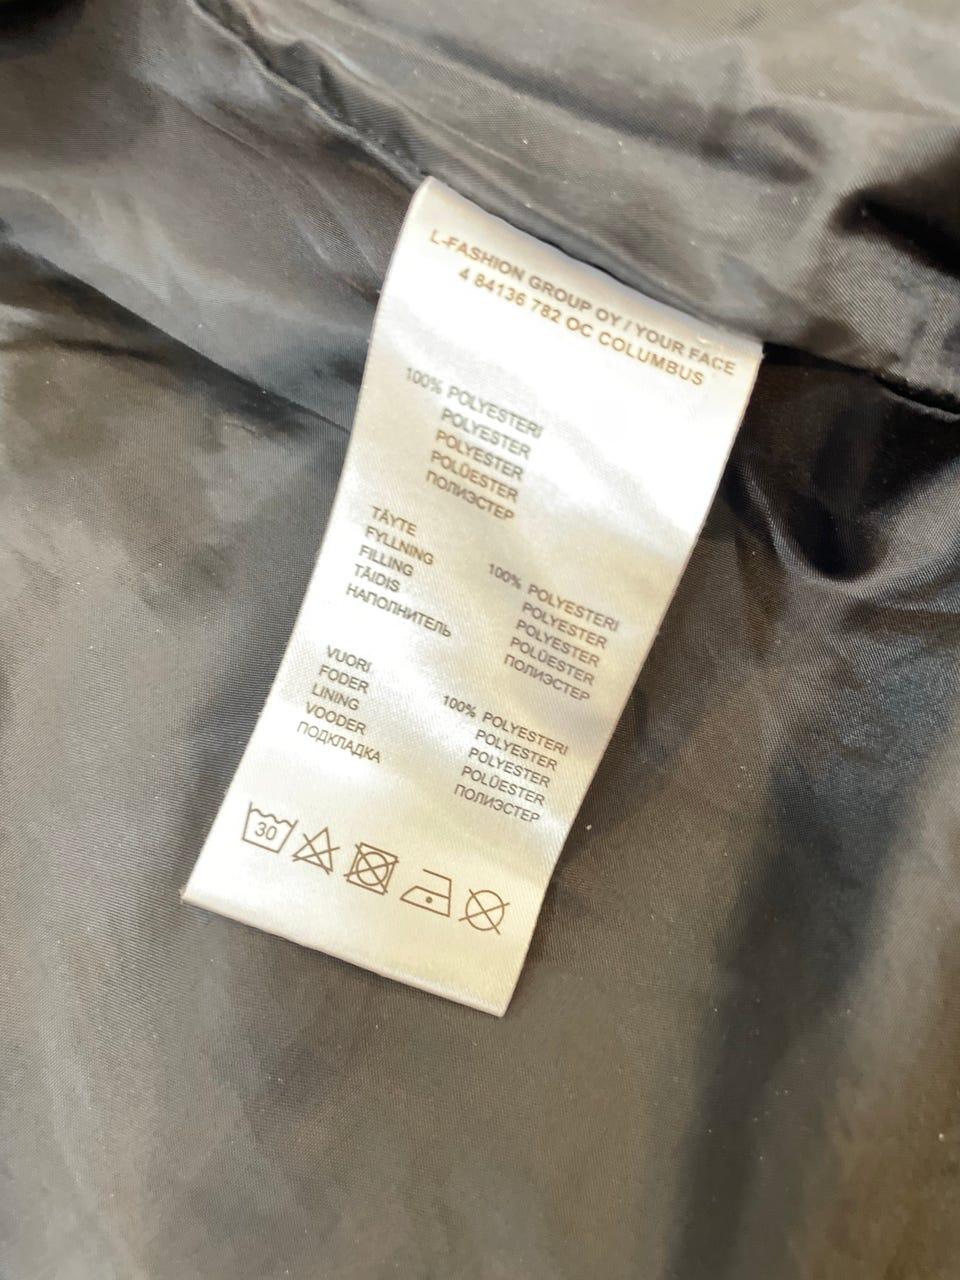 L-FASHION GROUP OY / YOUR FACE
4 84136 782 OC COLUMBUS
100% POLYESTERI
POLYESTER
POLYESTER
POLÜESTER
ПОЛИЭСТЕР
TÄYTE
FYLLNING
FILLING
TÄIDIS
НАПОЛНИТЕЛЬ
100% POLYESTERI
POLYESTER
POLYESTER
POLÜESTER
ПОЛИЭСТЕР
VUORI
FODER
LINING
VOODER
ПОДКЛАДКА
100% POLYESTERI
POLYESTER
POLYESTER
POLÜESTER
ПОЛИЭСТЕР
30